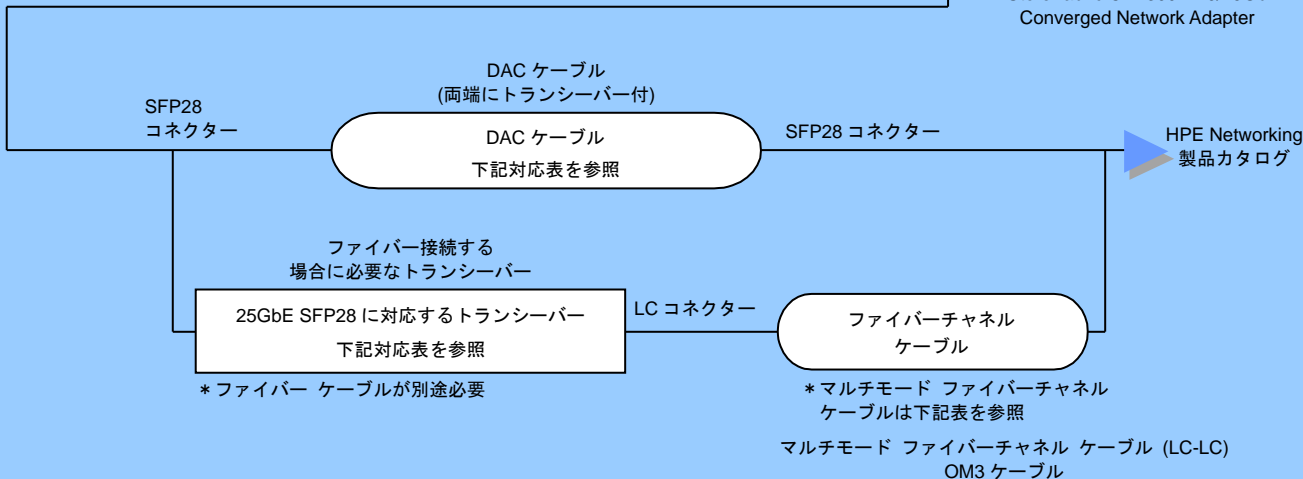 Converged Network Adapter
DAC ケーブル
(両端にトランシーバー付)
SFP28
コネクター
DAC ケーブル
下記対応表を参照
SFP28 コネクター
HPE Networking
製品カタログ
ファイバー接続する
場合に必要なトランシーバー
25GbE SFP28 に対応するトランシーバー
下記対応表を参照
LC コネクター
ファイバーチャネル
ケーブル
*ファイバー ケーブルが別途必要
*マルチモード ファイバーチャネル
ケーブルは下記表を参照
マルチモード ファイバーチャネル ケーブル (LC-LC)
OM3 ケーブル